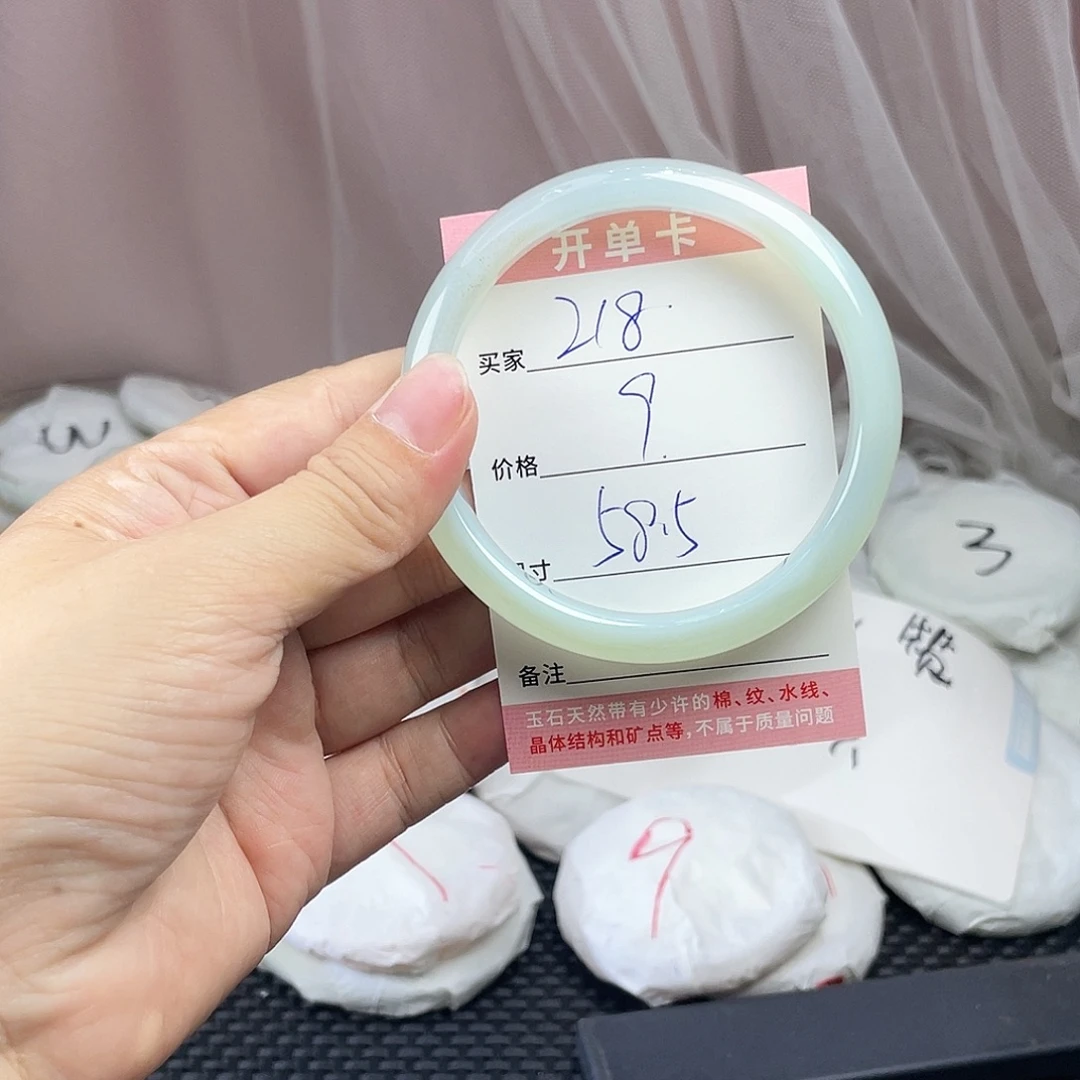 开单卡
买家 218.
价格 9.
寸 58.5
备注
玉石天然带有少许的棉、纹、水线、
晶体结构和矿点等,不属于质量问题
3
3
9